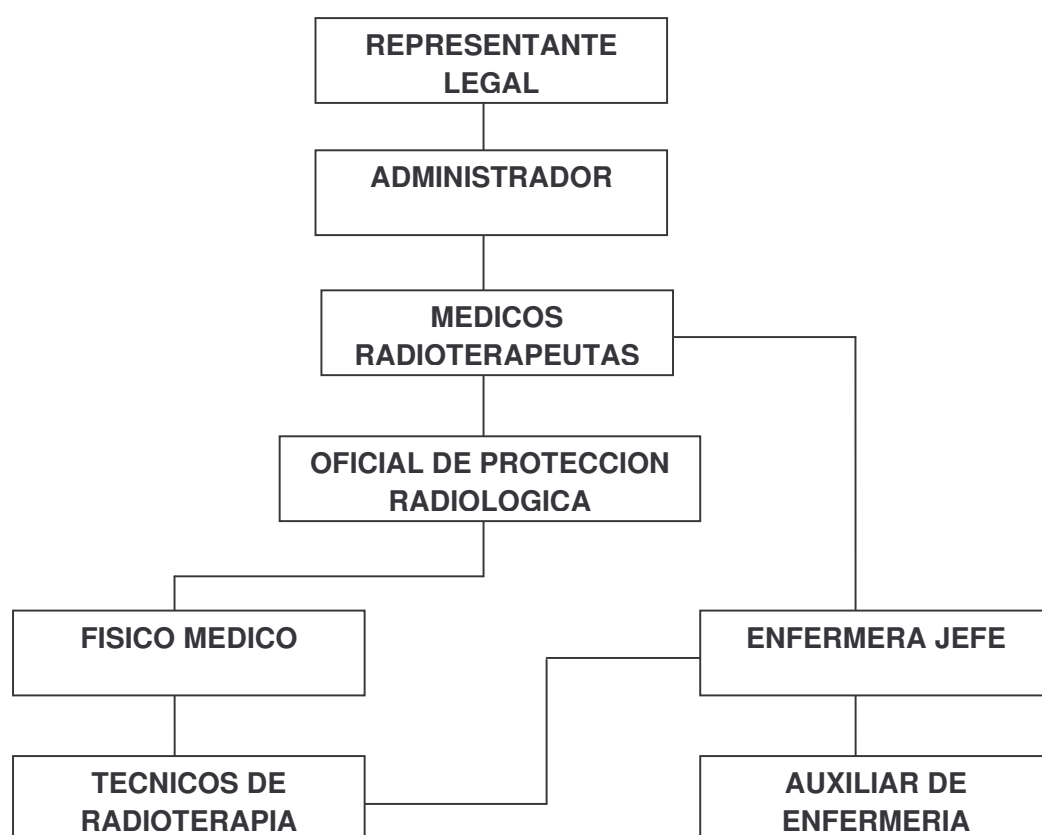 REPRESENTANTE
LEGAL
ADMINISTRADOR
MEDICOS
RADIOTERAPEUTAS
OFICIAL DE PROTECCION
RADIOLOGICA
FISICO MEDICO
ENFERMERA JEFE
TECNICOS DE
RADIOTERAPIA
AUXILIAR DE
ENFERMERIA